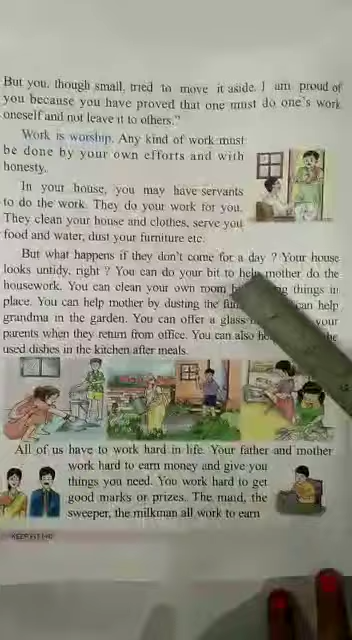 But you, though small, tried to move it aside. I am proud of
you because you have proved that one must do one's work
oneself and not leave it to others."
Work is worship. Any kind of work must
be done by your own efforts and with
honesty.
In your house, you may have servants
to do the work. They do your work for you.
They clean your house and clothes, serve you
food and water, dust your furniture etc.
But what happens if they don't come for a day ? Your house
looks untidy, right ? You can do your bit to help mother do the
housework. You can clean your own room things in
place. You can help mother by dusting the can help
grandma in the garden. You can offer a glass your
parents when they return from office. You can also
used dishes in the kitchen after meals.
All of us have to work hard in life. Your father and mother
work hard to earn money and give you
things you need. You work hard to get
good marks or prizes. The maid, the
sweeper, the milkman all work to earn